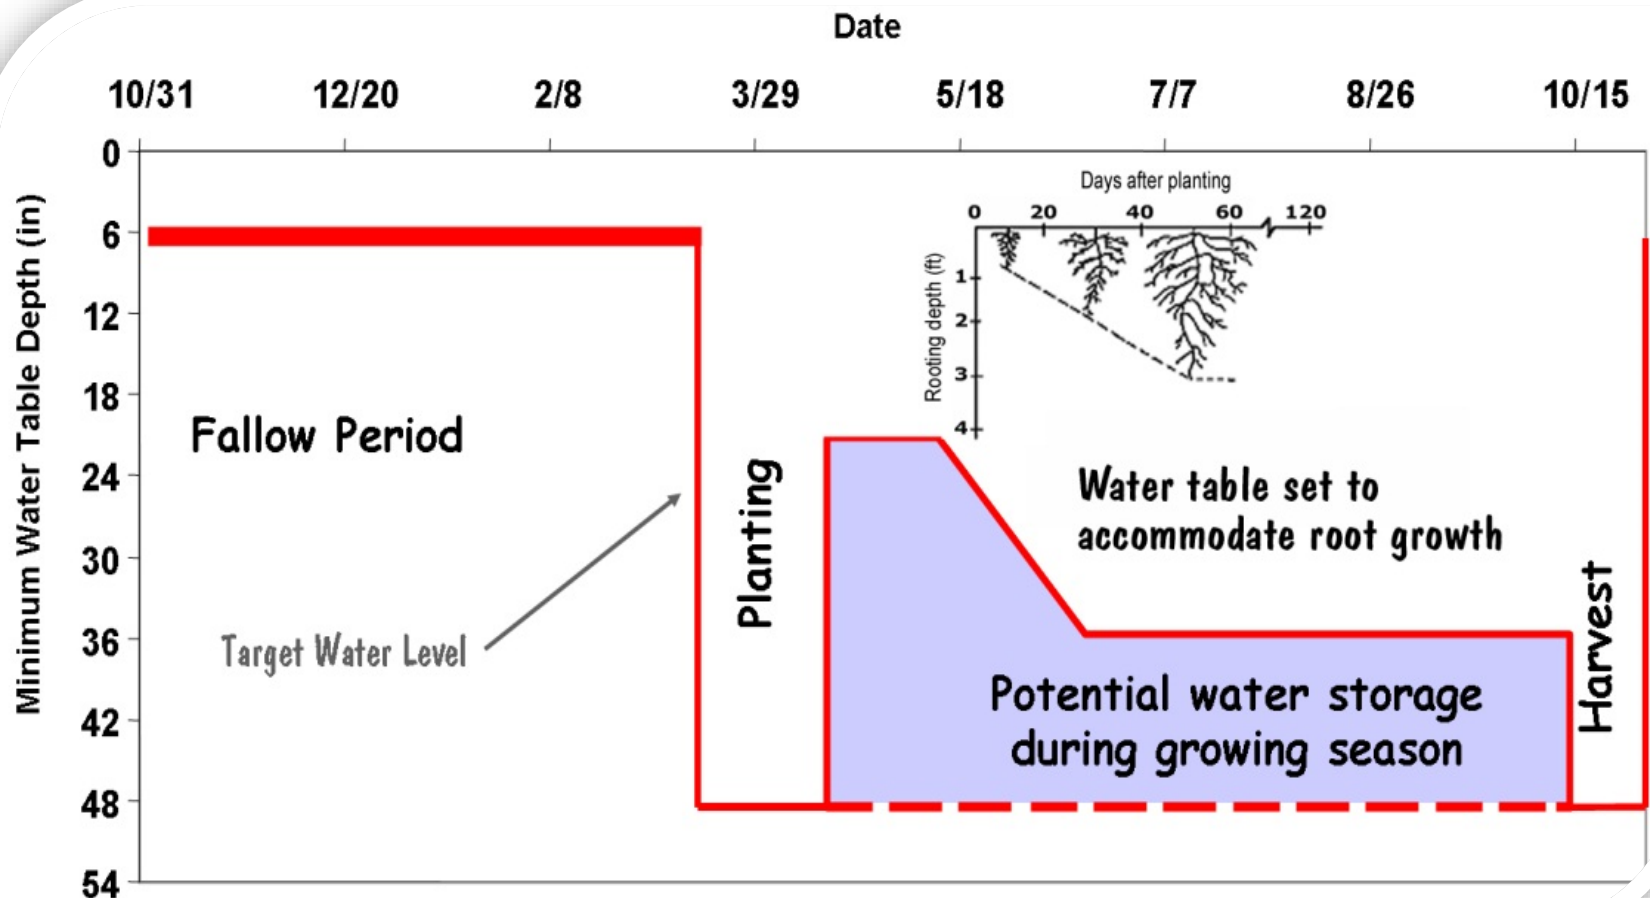 Date
10/31 12/20 2/8 3/29 5/18 7/7 8/26 10/15
Minimum Water Table Depth (in)
0
6
12
18
24
30
36
42
48
54
Fallow Period
Target Water Level
Planting
Days after planting
0 20 40 60 120
Rooting depth (ft)
1
2
3
4
Water table set to
accommodate root growth
Potential water storage
during growing season
Harvest